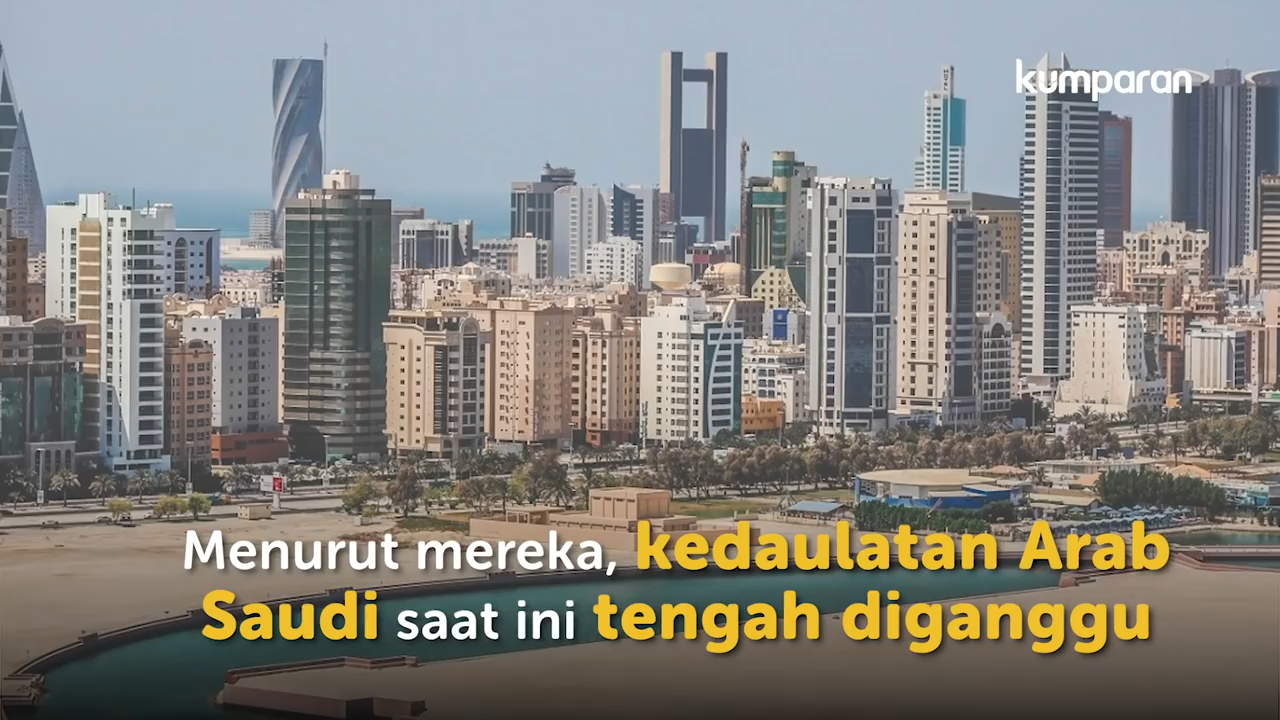 kumparan
Menurut mereka, kedaulatan Arab
Saudi saat ini tengah diganggu